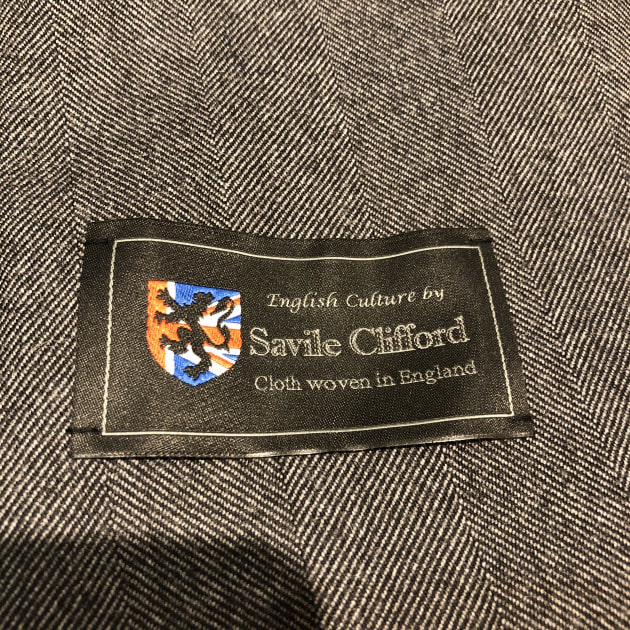 English Culture by
Savile Clifford
Cloth woven in England